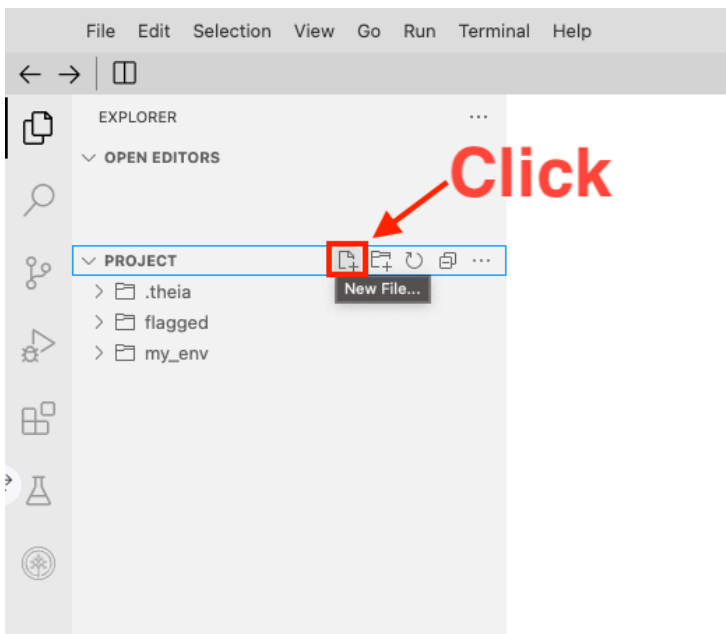 File Edit Selection View Go Run Terminal Help
EXPLORER
OPEN EDITORS
Click
PROJECT
New File...
.theia
flagged
my_env